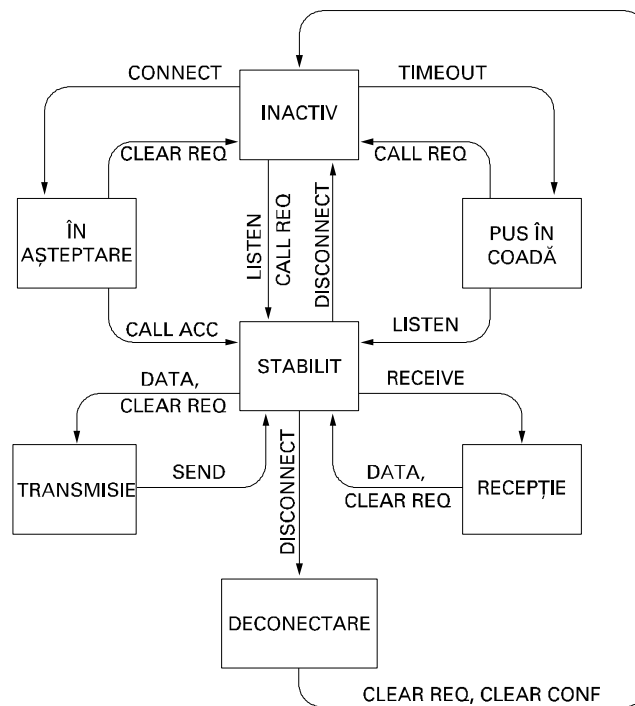 CONNECT
TIMEOUT
INACTIV
CLEAR REQ
CALL REQ
ÎN
AȘTEPTARE
LISTEN
CALL REQ
DISCONNECT
PUS ÎN
COADĂ
CALL ACC
LISTEN
STABILIT
DATA,
CLEAR REQ
RECEIVE
TRANSMISIE
SEND
DISCONNECT
DATA,
CLEAR REQ
RECEPȚIE
DECONECTARE
CLEAR REQ, CLEAR CONF